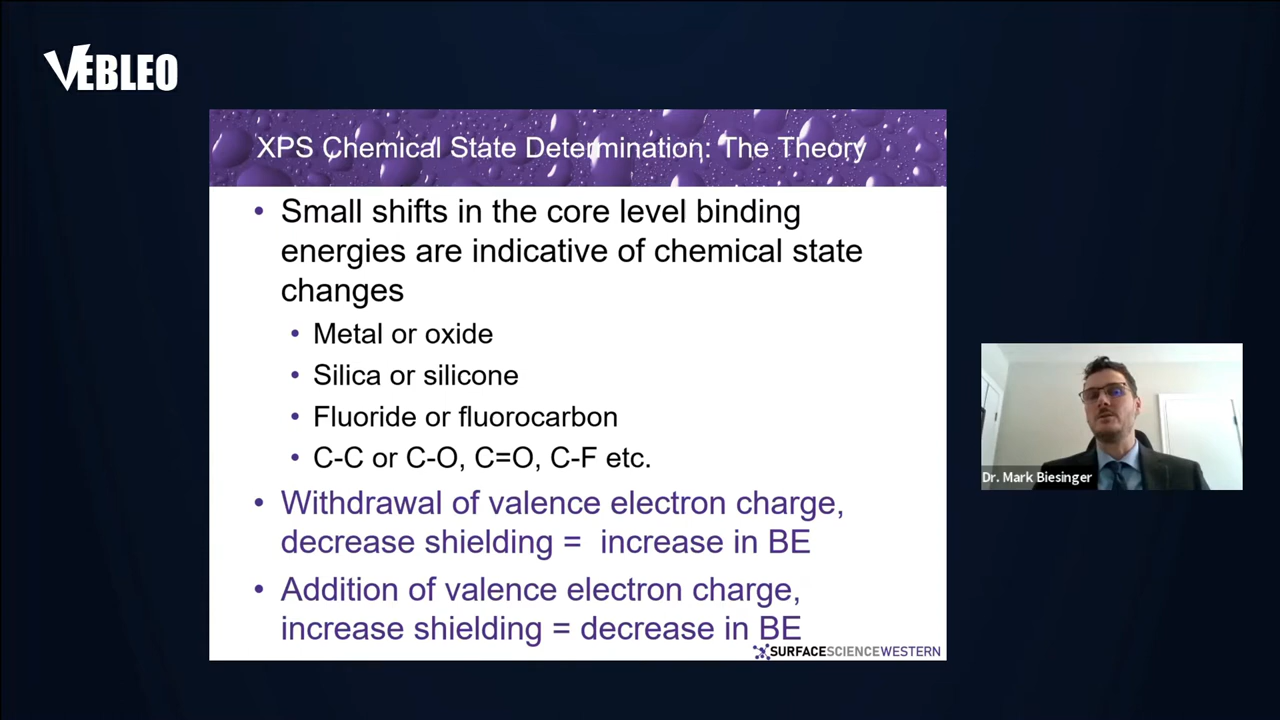 VEBLEO
XPS Chemical State Determination: The Theory
• Small shifts in the core level binding
energies are indicative of chemical state
changes
• Metal or oxide
• Silica or silicone
• Fluoride or fluorocarbon
• C-C or C-O, C=O, C-F etc.
• Withdrawal of valence electron charge,
decrease shielding = increase in BE
• Addition of valence electron charge,
increase shielding = decrease in BE
SURFACESCIENCEWESTERN
Dr. Mark Biesinger